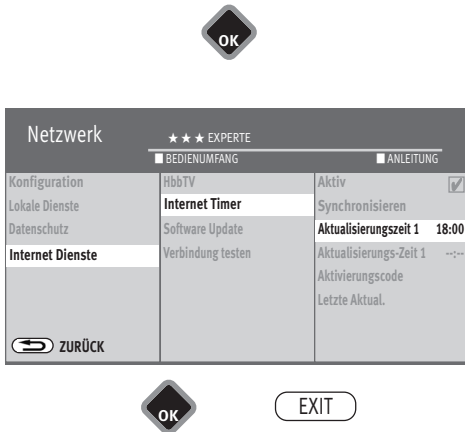 OK
Netzwerk
★ ★ ★ EXPERTE
BEDIENUMFANG
ANLEITUNG
Konfiguration
Lokale Dienste
Datenschutz
Internet Dienste
HbbTV
Internet Timer
Software Update
Verbindung testen
Aktiv
Synchronisieren
Aktualisierungszeit 1 18:00
Aktualisierungs-Zeit 1 --:--
Aktivierungscode
Letzte Aktual.
ZURÜCK
OK
EXIT